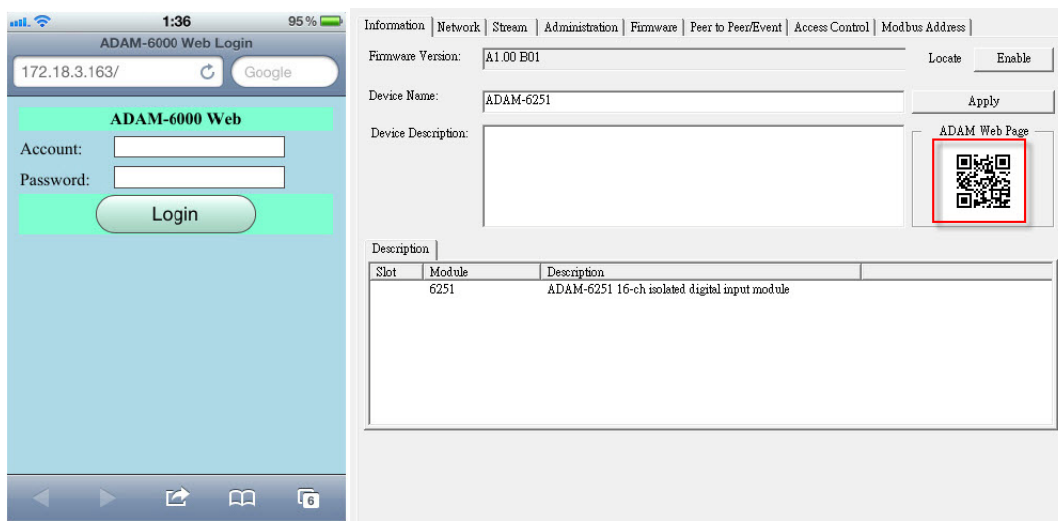 1:36
95%
ADAM-6000 Web Login
172.18.3.163/
Google
ADAM-6000 Web
Account:
Password:
Login
6
Information Network Stream Administration Firmware Peer to Peer/Event Access Control Modbus Address
Firmware Version: A1.00 B01 Locate Enable
Device Name: ADAM-6251 Apply
Device Description: ADAM Web Page
Description
Slot Module Description
6251 ADAM-6251 16-ch isolated digital input module